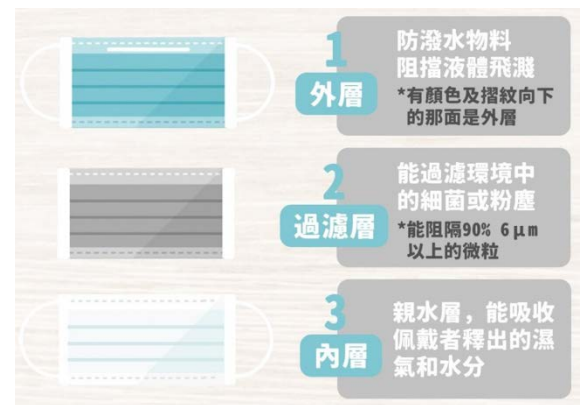 1
外層
防潑水物料
阻擋液體飛濺
*有顏色及摺紋向下
的那面是外層
2
過濾層
能過濾環境中
的細菌或粉塵
*能阻隔90% 6μm
以上的微粒
3
內層
親水層，能吸收
佩戴者釋出的濕
氣和水分